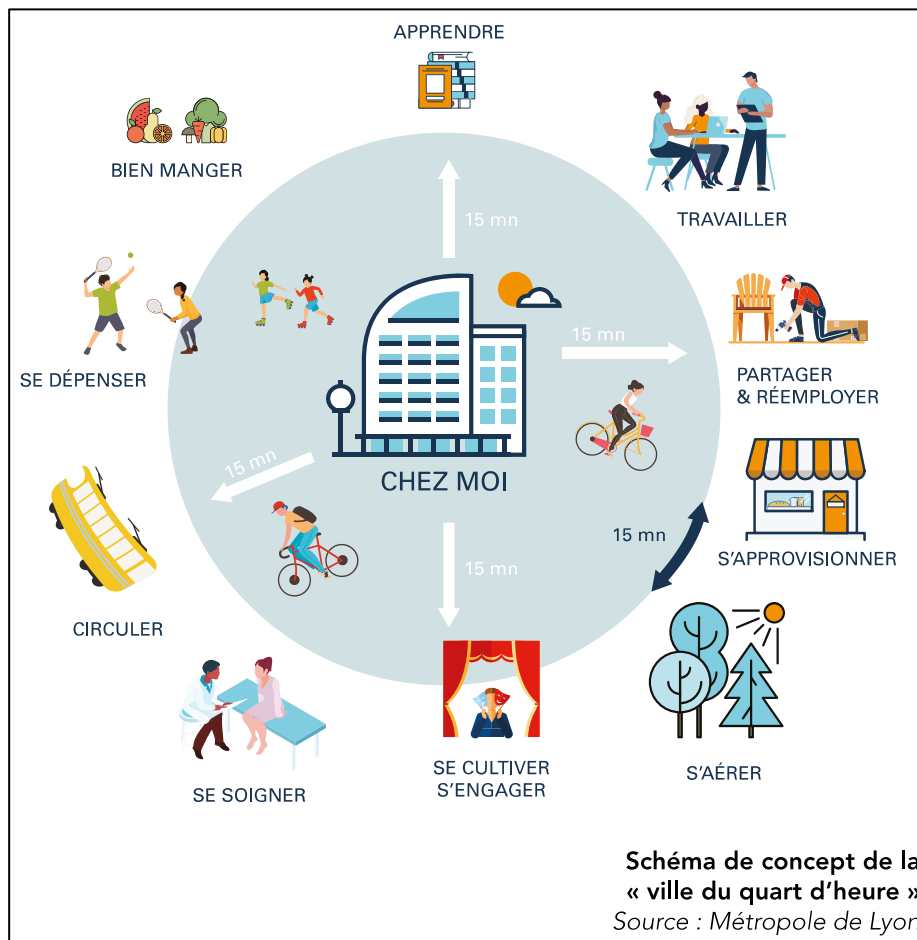 APPRENDRE
BIEN MANGER
TRAVAILLER
15 mn
SE DÉPENSER
15 mn
PARTAGER
& RÉEMPLOYER
15 mn
CHEZ MOI
15 mn
S'APPROVISIONNER
15 mn
CIRCULER
SE SOIGNER
SE CULTIVER
S'ENGAGER
S'AÉRER
Schéma de concept de la
« ville du quart d'heure »
Source : Métropole de Lyon